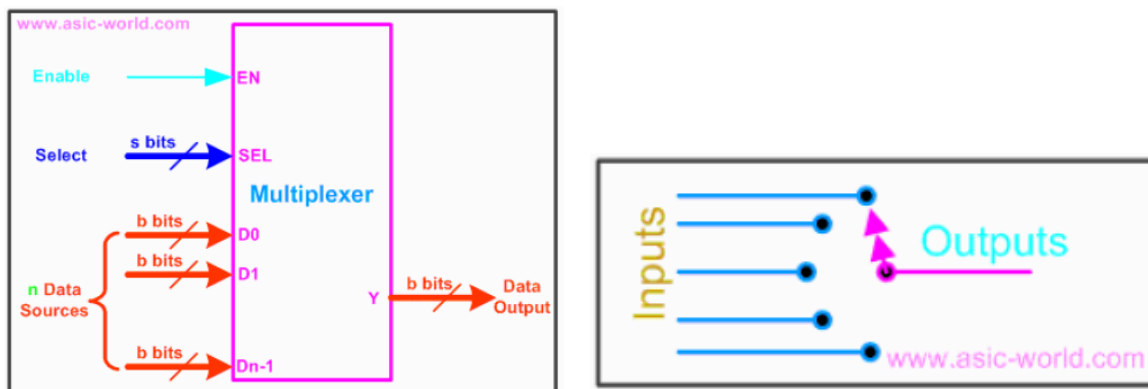 www.asic-world.com
Enable
EN
s bits
Select
SEL
Multiplexer
b bits
D0
b bits
D1
n Data
Sources
b bits
Y
Data
Output
b bits
Dn-1
Inputs
Outputs
www.asic-world.com